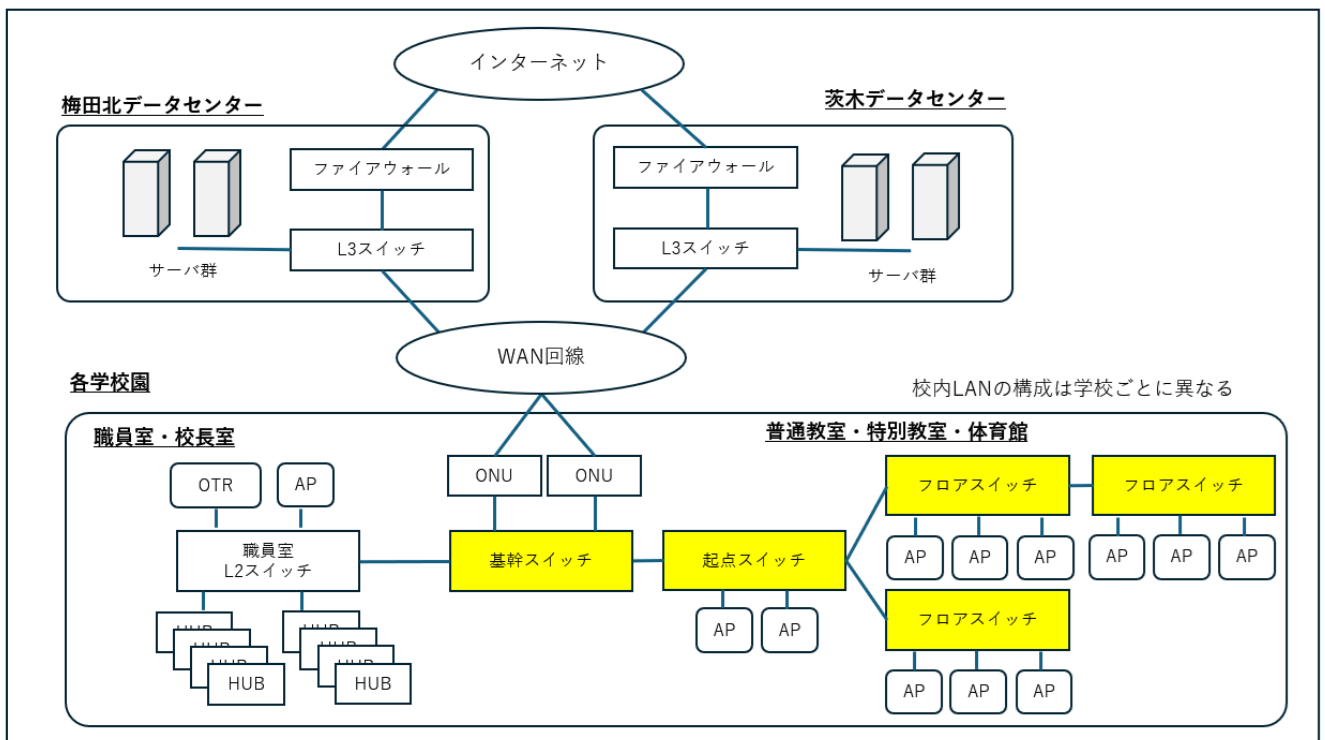 インターネット
梅田北データセンター
茨木データセンター
ファイアウォール
ファイアウォール
L3スイッチ
L3スイッチ
サーバ群
サーバ群
WAN回線
各学校園
校内LANの構成は学校ごとに異なる
職員室・校長室
普通教室・特別教室・体育館
OTR
AP
ONU
ONU
フロアスイッチ
フロアスイッチ
職員室
L2スイッチ
基幹スイッチ
起点スイッチ
AP
AP
AP
AP
AP
AP
フロアスイッチ
AP
AP
HUB
HUB
HUB
HUB
HUB
HUB
HUB
HUB
AP
AP
AP